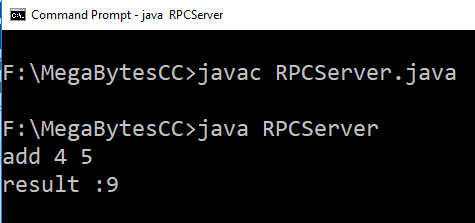 Command Prompt - java  RPCServer
F:\MegaBytesCC>javac RPCServer.java
F:\MegaBytesCC>java RPCServer
add 4 5
result :9